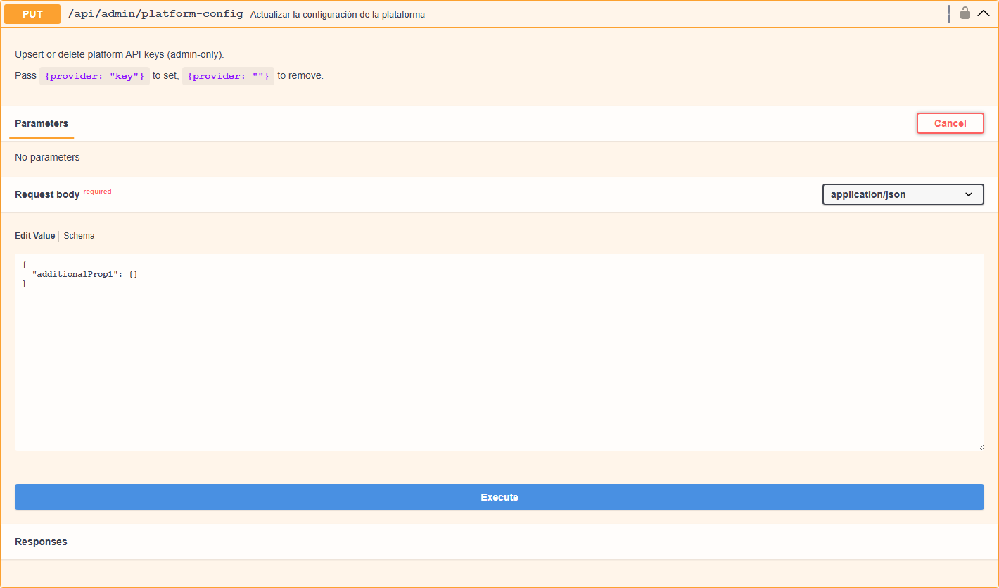 PUT /api/admin/platform-config Actualizar la configuración de la plataforma
Upsert or delete platform API keys (admin-only).
Pass {provider: "key"} to set, {provider: ""} to remove.
Parameters Cancel
No parameters
Request body required application/json
Edit Value Schema
{
"additionalProp1": {}
}
Execute
Responses